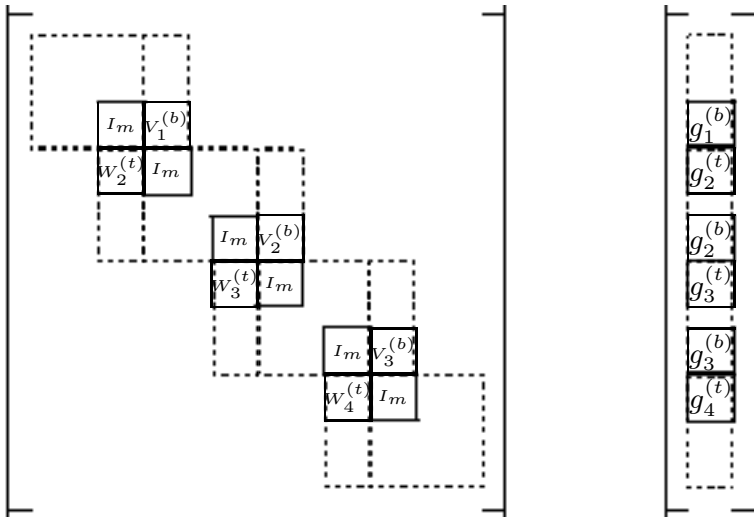 I_m V_1^{(b)} g_1^{(b)}
W_2^{(t)} I_m g_2^{(t)}
I_m V_2^{(b)} g_2^{(b)}
W_3^{(t)} I_m g_3^{(t)}
I_m V_3^{(b)} g_3^{(b)}
W_4^{(t)} I_m g_4^{(t)}